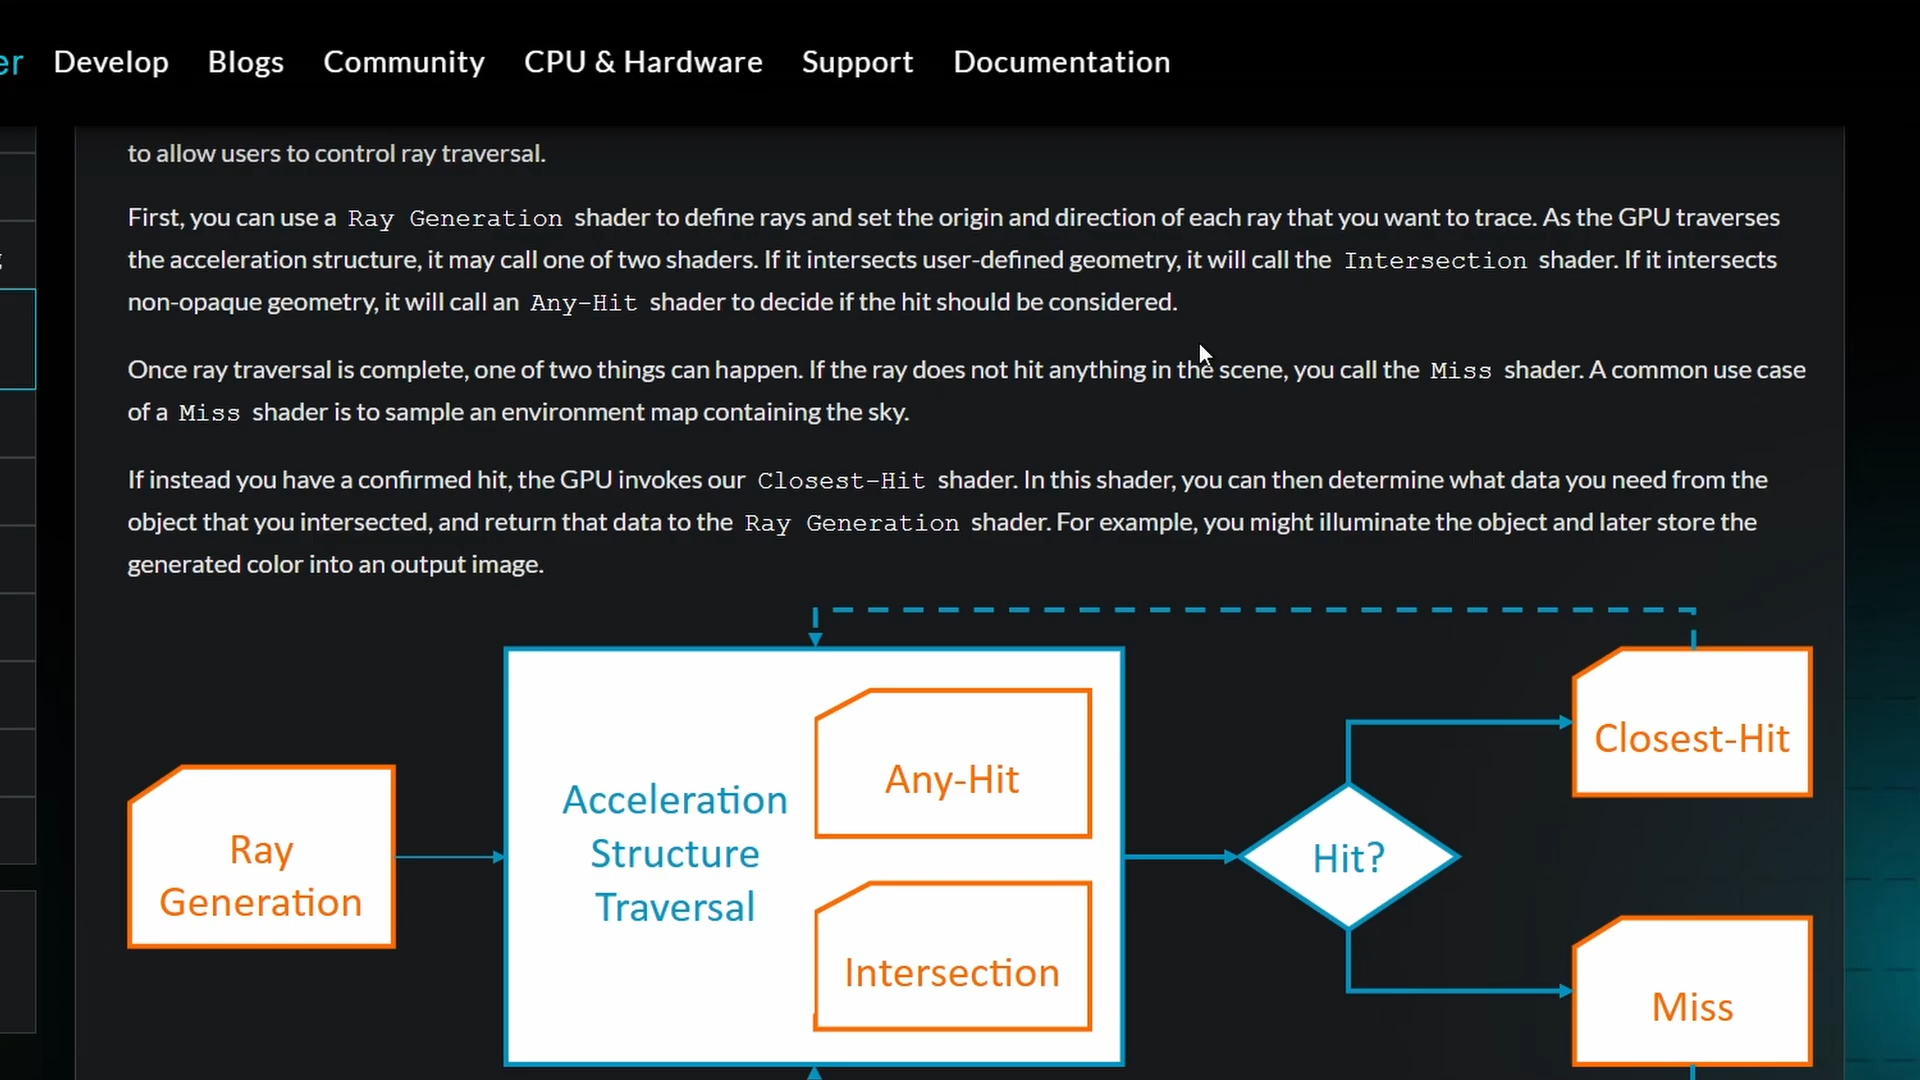 er Develop Blogs Community CPU & Hardware Support Documentation
to allow users to control ray traversal.
First, you can use a Ray Generation shader to define rays and set the origin and direction of each ray that you want to trace. As the GPU traverses
the acceleration structure, it may call one of two shaders. If it intersects user-defined geometry, it will call the Intersection shader. If it intersects
non-opaque geometry, it will call an Any-Hit shader to decide if the hit should be considered.
Once ray traversal is complete, one of two things can happen. If the ray does not hit anything in the scene, you call the Miss shader. A common use case
of a Miss shader is to sample an environment map containing the sky.
If instead you have a confirmed hit, the GPU invokes our Closest-Hit shader. In this shader, you can then determine what data you need from the
object that you intersected, and return that data to the Ray Generation shader. For example, you might illuminate the object and later store the
generated color into an output image.
Ray
Generation
Acceleration
Structure
Traversal
Any-Hit
Intersection
Hit?
Closest-Hit
Miss